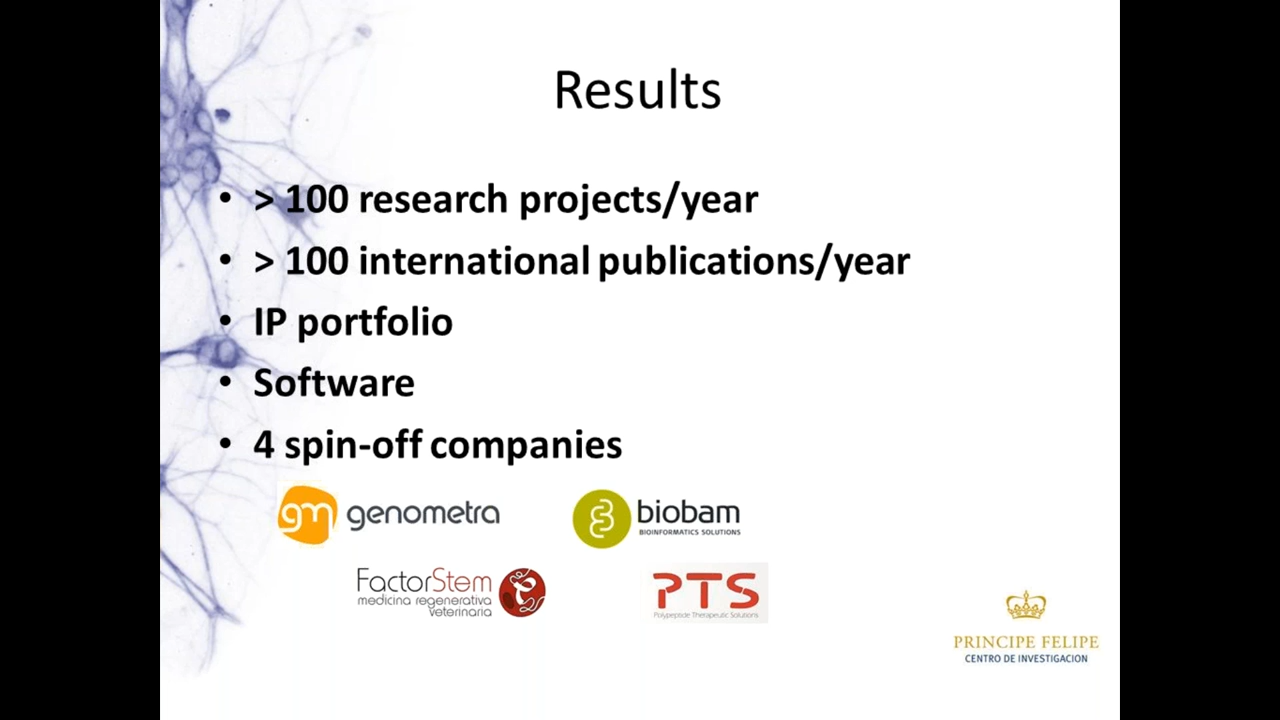 Results
• > 100 research projects/year
• > 100 international publications/year
• IP portfolio
• Software
• 4 spin-off companies
gm genometra
biobam
BIOINFORMATICS SOLUTIONS
FactorStem
medicina regenerativa
veterinaria
PTS
Polypeptide Therapeutic Solutions
PRINCIPE FELIPE
CENTRO DE INVESTIGACION